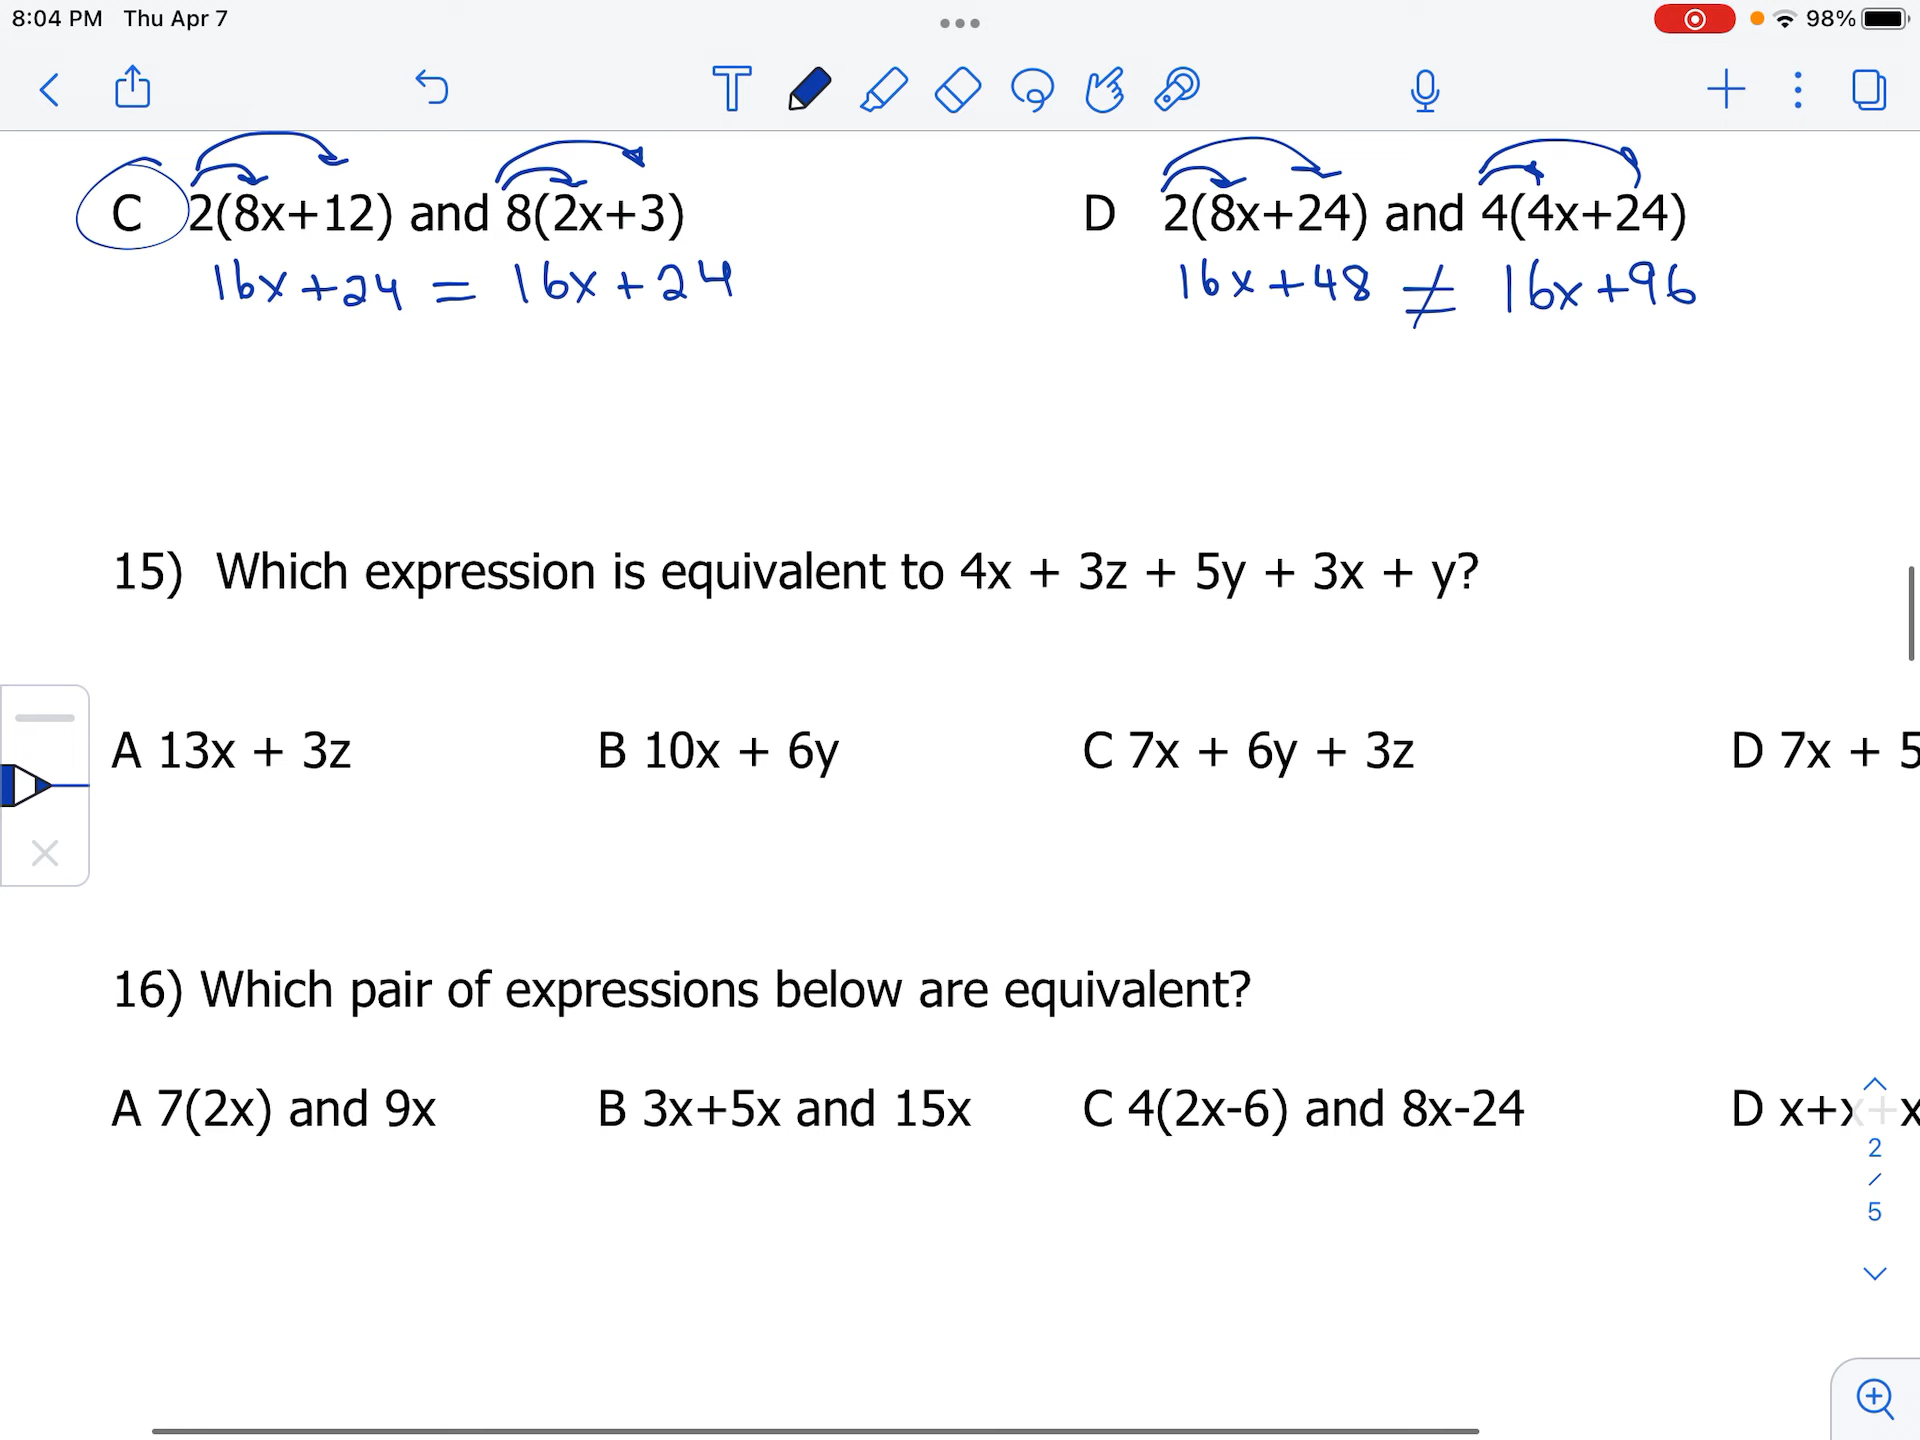 8:04 PM Thu Apr 7
98%
C 2(8x+12) and 8(2x+3)
16x+24 = 16x+24
D 2(8x+24) and 4(4x+24)
16x+48 ≠ 16x+96
15) Which expression is equivalent to 4x + 3z + 5y + 3x + y?
A 13x + 3z
B 10x + 6y
C 7x + 6y + 3z
D 7x + 5
16) Which pair of expressions below are equivalent?
A 7(2x) and 9x
B 3x+5x and 15x
C 4(2x-6) and 8x-24
D x+x+x
2
/
5